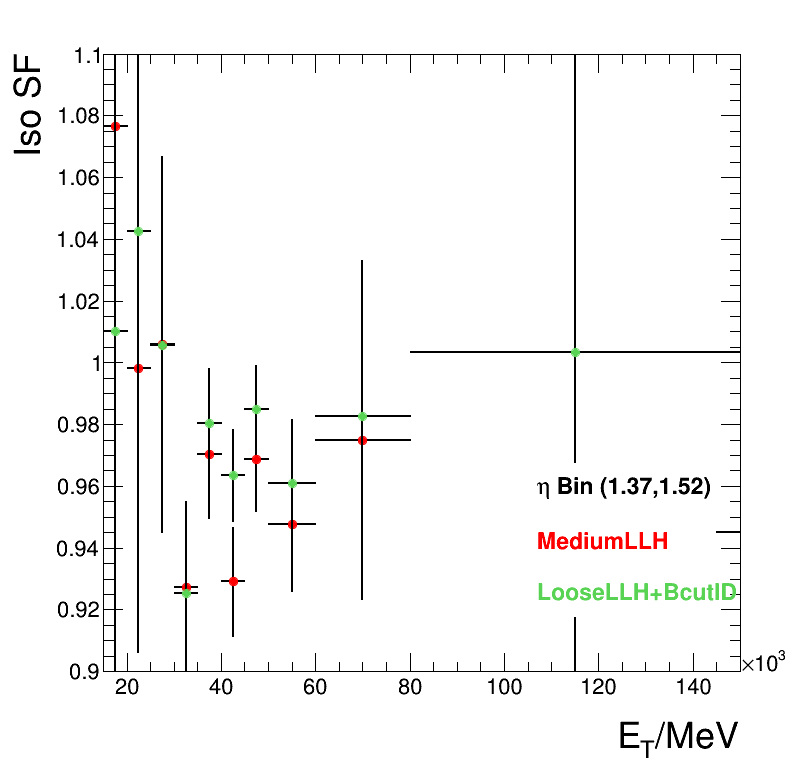 Iso SF
1.1
1.08
1.06
1.04
1.02
1
0.98
0.96
0.94
0.92
0.9
η Bin (1.37,1.52)
MediumLLH
LooseLLH+BcutID
20 40 60 80 100 120 140
×10³
E_T/MeV